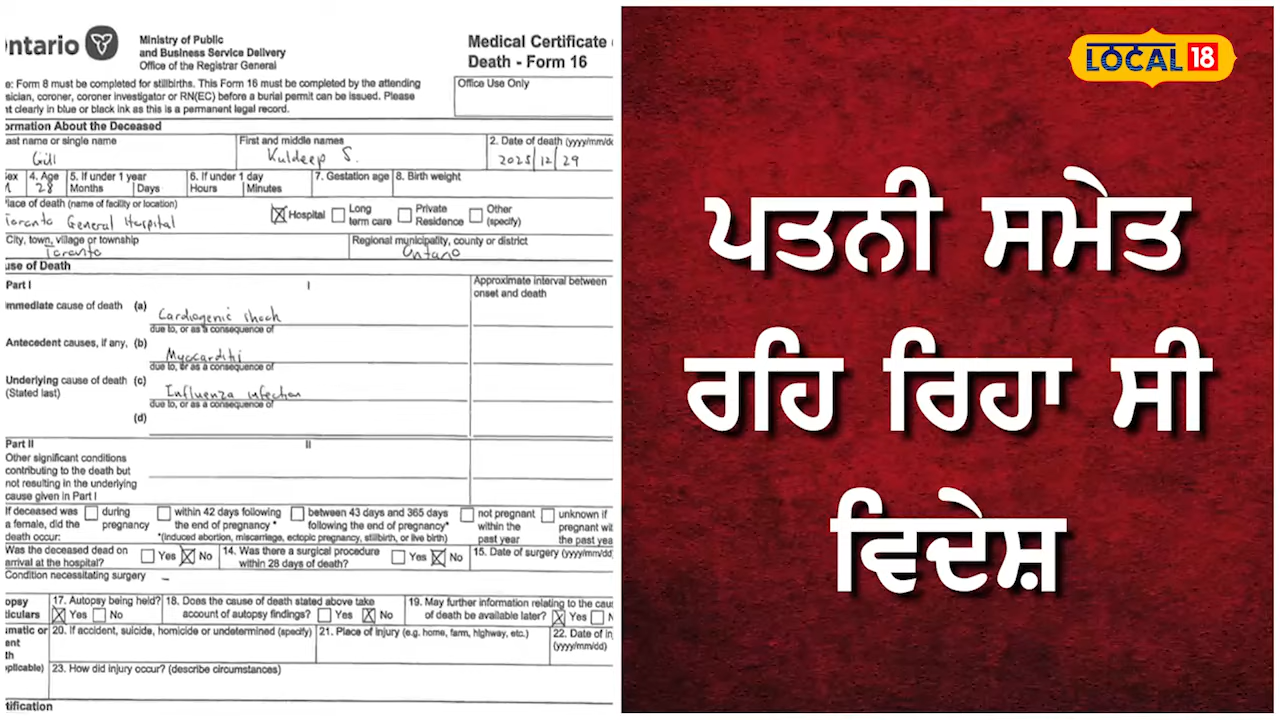 ntario
Ministry of Public
and Business Service Delivery
Office of the Registrar General
Medical Certificate
Death - Form 16
e: Form 8 must be completed for stillbirths. This Form 16 must be completed by the attending
sician, coroner, coroner investigator or RN(EC) before a burial permit can be issued. Please
nt clearly in blue or black ink as this is a permanent legal record.
Office Use Only
ormation About the Deceased
ast name or single name
First and middle names
2. Date of death (yyyy/mm/dd
Gill
Kuldeep S.
2025/12/29
ex 4. Age 5. If under 1 year 6. If under 1 day 7. Gestation age 8. Birth weight
28 Months Days Hours Minutes
lace of death (name of facility or location)
Toronto General Hospital
Hospital
Long term care
Private Residence
Other (specify)
City, town, village or township
Regional municipality, county or district
Toronto
Ontario
use of Death
Part I
I
Approximate interval between
onset and death
mmediate cause of death (a)
Cardiogenic shock
due to, or as a consequence of
Antecedent causes, if any, (b)
Myocarditi
due to, or as a consequence of
Underlying cause of death (c)
(Stated last)
Influenza infection
due to, or as a consequence of
(d)
Part II
II
Other significant conditions
contributing to the death but
not resulting in the underlying
cause given in Part I
If deceased was
a female, did the
death occur:
during
pregnancy
within 42 days following
the end of pregnancy *
between 43 days and 365 days
following the end of pregnancy*
*(induced abortion, miscarriage, ectopic pregnancy, stillbirth, or live birth)
not pregnant
within the
past year
unknown if
pregnant wit
the past yea
Was the deceased dead on
arrival at the hospital?
Yes No
14. Was there a surgical procedure
within 28 days of death?
Yes No
15. Date of surgery (yyyy/mm/dd)
Condition necessitating surgery –
opsy
ticulars
17. Autopsy being held?
Yes No
18. Does the cause of death stated above take
account of autopsy findings? Yes No
19. May further information relating to the caus
of death be available later? Yes N
umatic or
ent
th
plicable)
20. If accident, suicide, homicide or undetermined (specify)
21. Place of injury (e.g. home, farm, highway, etc.)
22. Date of in
(yyyy/mm/dd)
23. How did injury occur? (describe circumstances)
tification
LOCAL 18
ਪਤਨੀ ਸਮੇਤ
ਰਹਿ ਰਿਹਾ ਸੀ
ਵਿਦੇਸ਼